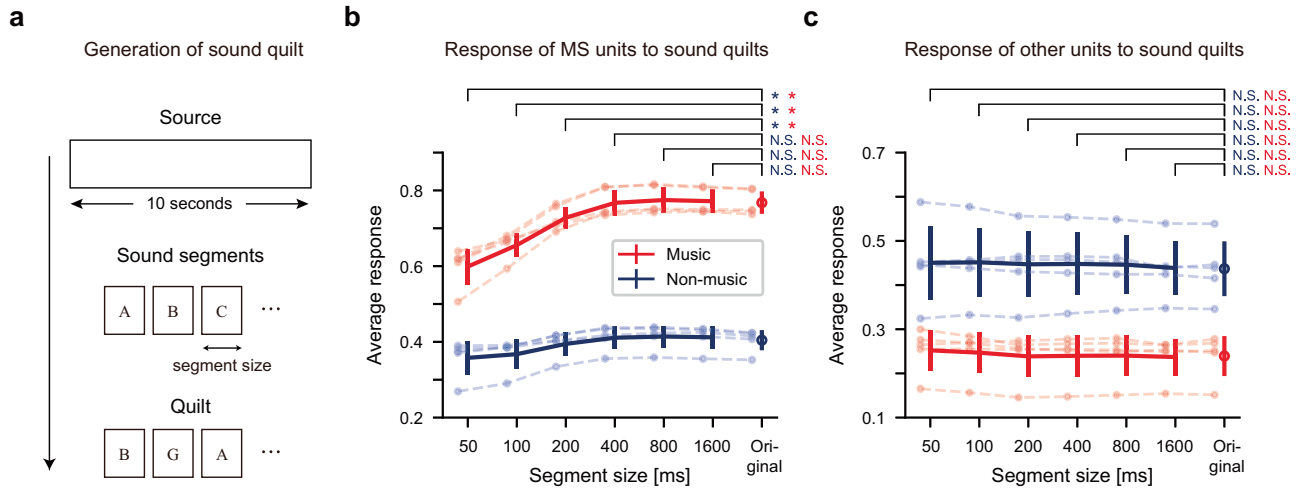 a
Generation of sound quilt
Source
10 seconds
Sound segments
A B C ...
segment size
Quilt
B G A ...
b
Response of MS units to sound quilts
* *
* *
* *
N.S. N.S.
N.S. N.S.
N.S. N.S.
Average response
0.8
0.6
0.4
0.2
Music
Non-music
50 100 200 400 800 1600 Ori-
ginal
Segment size [ms]
c
Response of other units to sound quilts
N.S. N.S.
N.S. N.S.
N.S. N.S.
N.S. N.S.
N.S. N.S.
N.S. N.S.
Average response
0.7
0.5
0.3
0.1
50 100 200 400 800 1600 Ori-
ginal
Segment size [ms]